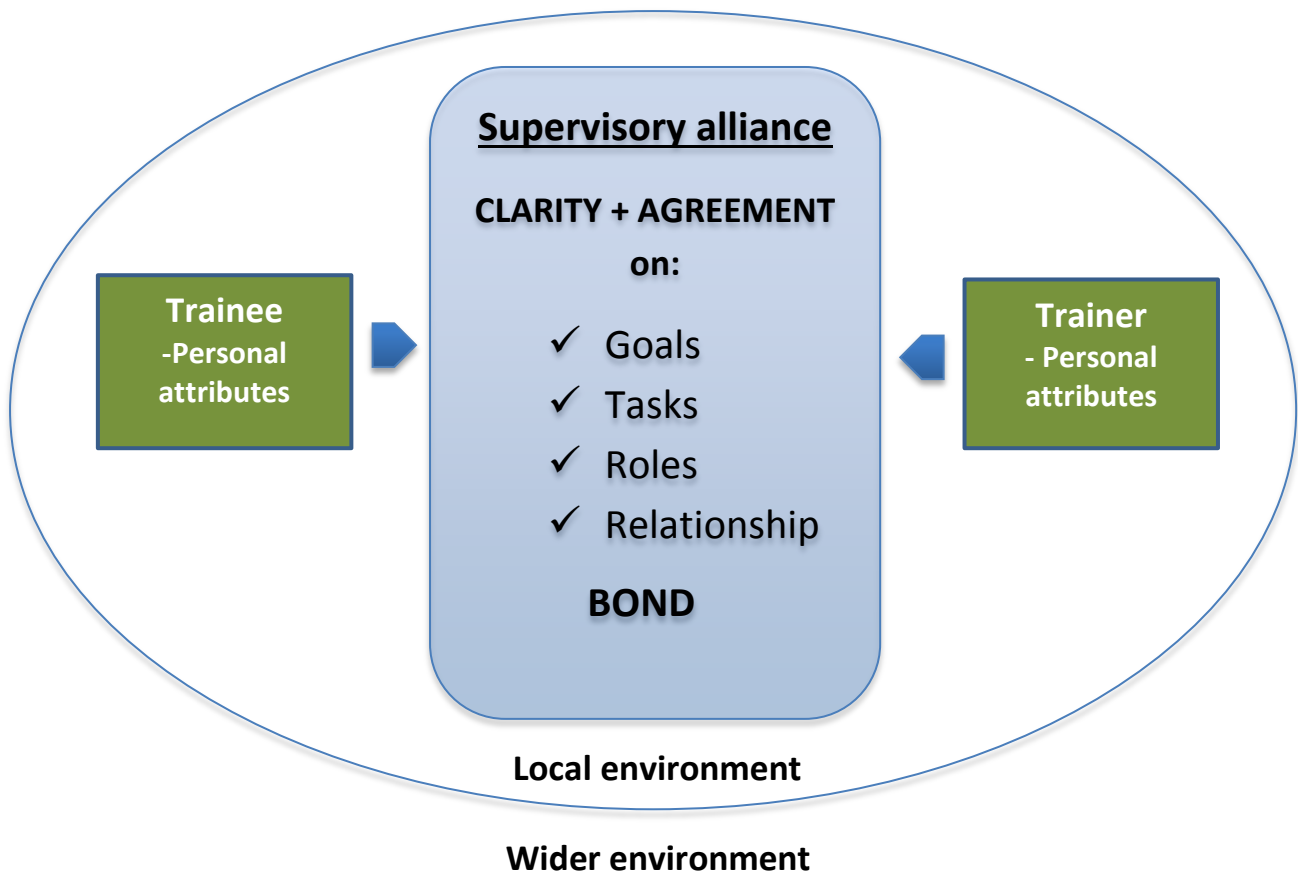 Supervisory alliance
CLARITY + AGREEMENT
on:
✓ Goals
✓ Tasks
✓ Roles
✓ Relationship
BOND
Trainee
-Personal
attributes
Trainer
- Personal
attributes
Local environment
Wider environment